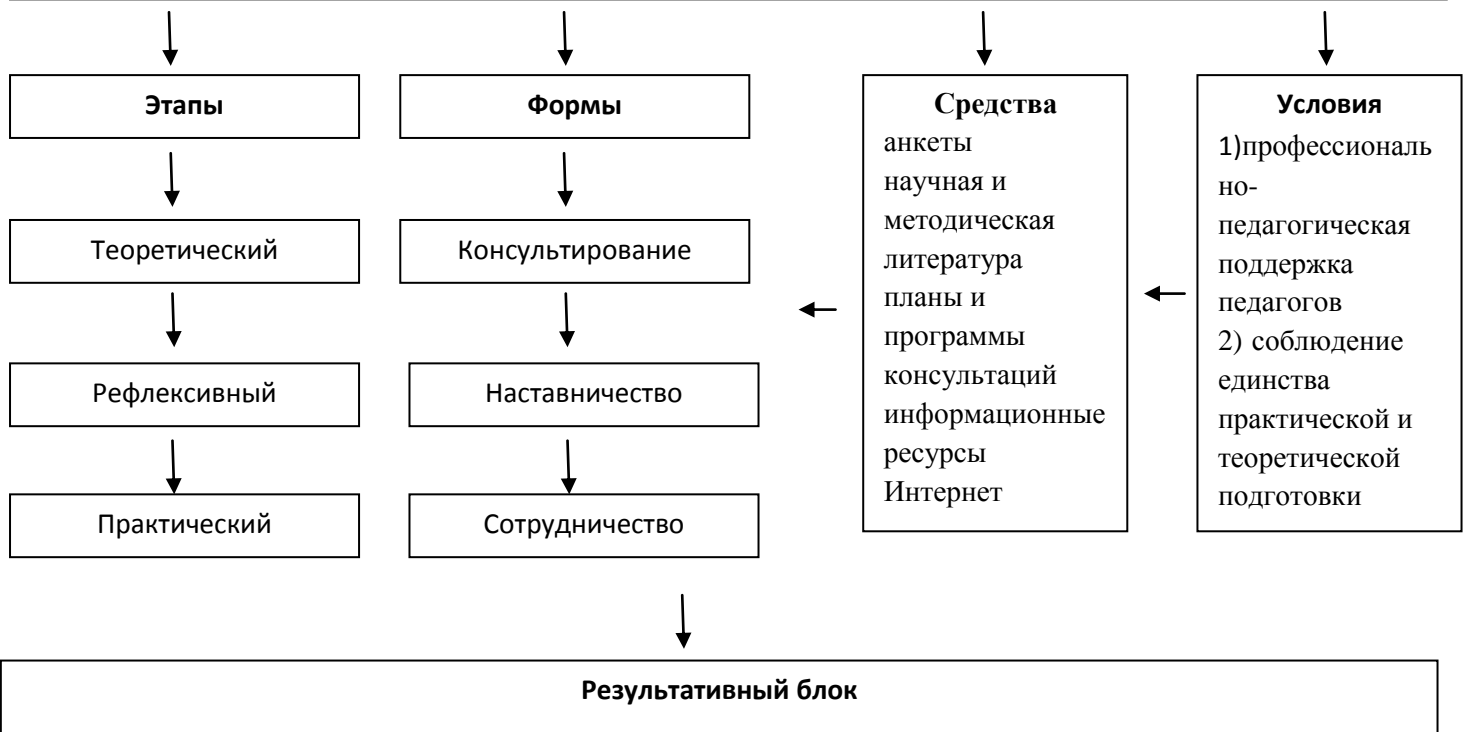 Этапы
Теоретический
Рефлексивный
Практический
Формы
Консультирование
Наставничество
Сотрудничество
Средства
анкеты
научная и
методическая
литература
планы и
программы
консультаций
информационные
ресурсы
Интернет
Условия
1)профессиональ
но-
педагогическая
поддержка
педагогов
2) соблюдение
единства
практической и
теоретической
подготовки
Результативный блок